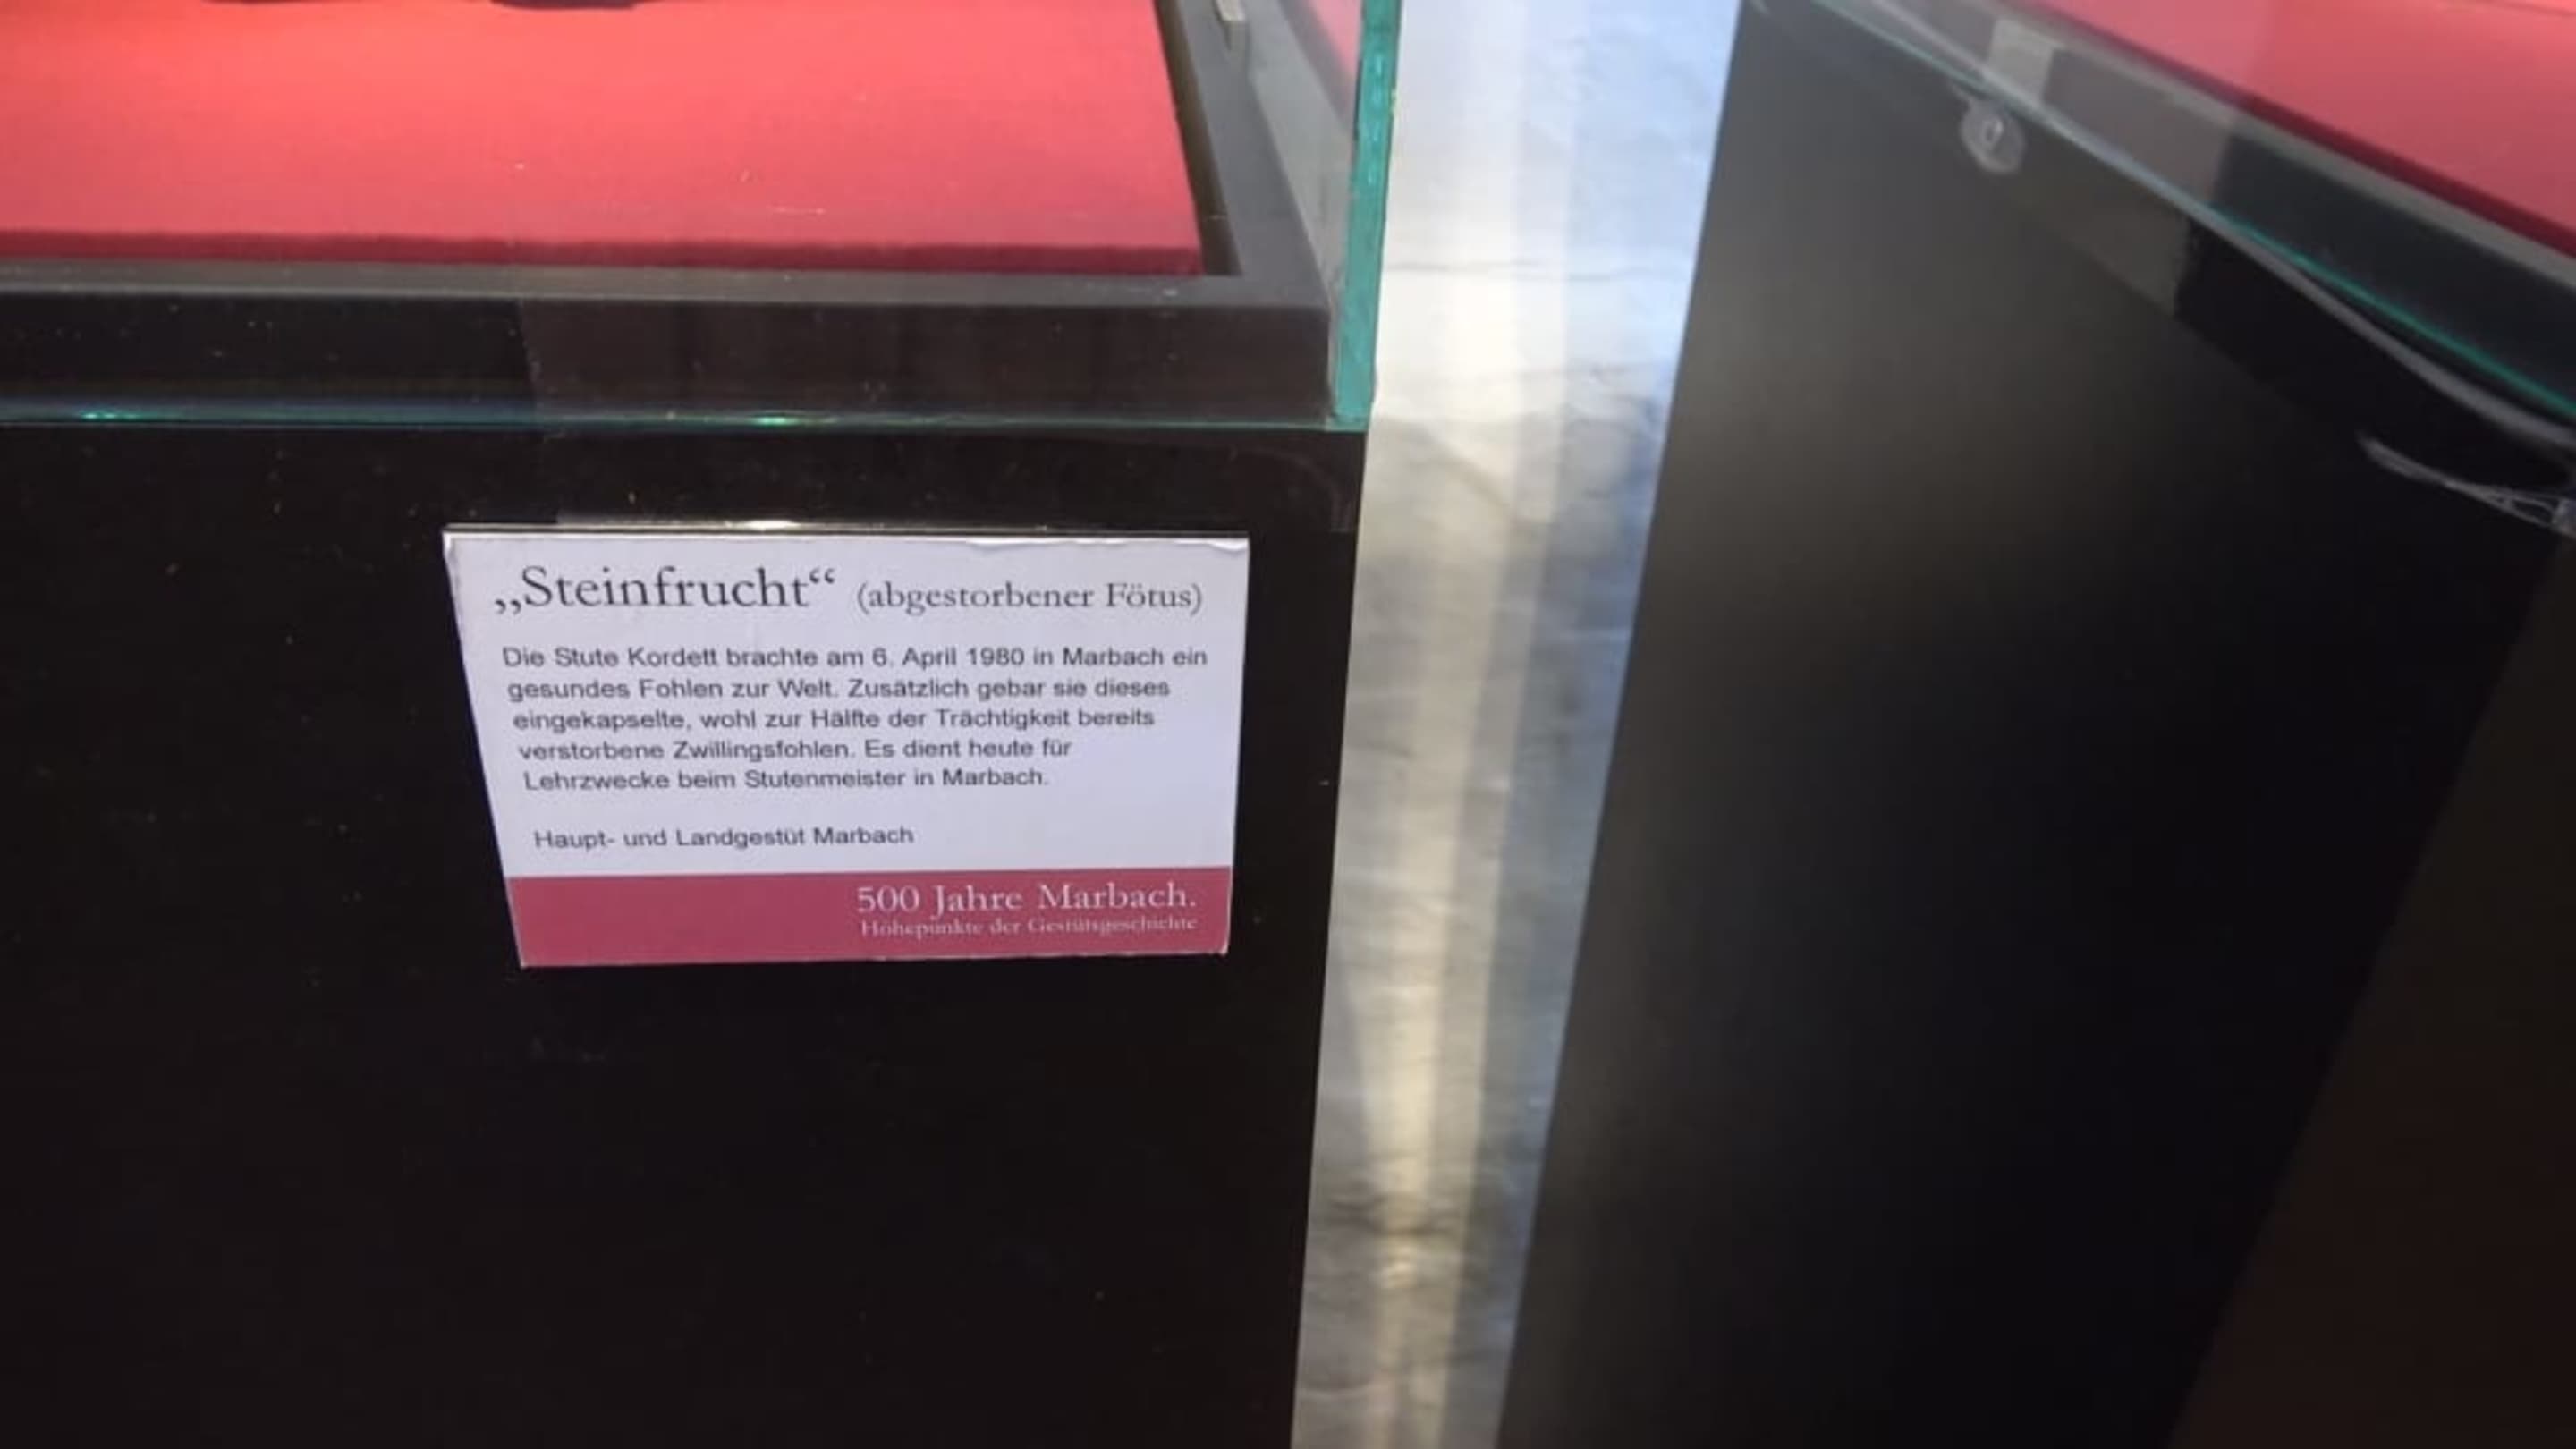 „Steinfrucht“ (abgestorbener Fötus)
Die Stute Kordett brachte am 6. April 1980 in Marbach ein
gesundes Fohlen zur Welt. Zusätzlich gebar sie dieses
eingekapselte, wohl zur Hälfte der Trächtigkeit bereits
verstorbene Zwillingsfohlen. Es dient heute für
Lehrzwecke beim Stutenmeister in Marbach.
Haupt- und Landgestüt Marbach
500 Jahre Marbach.
Höhepunkte der Gestütsgeschichte